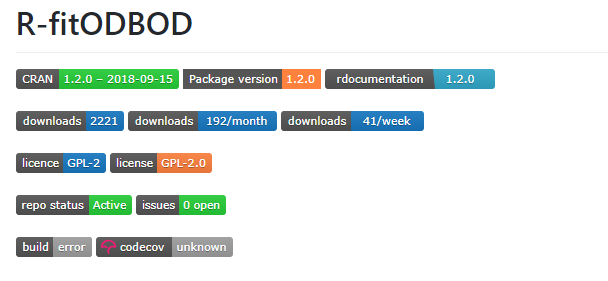 R-fitODBOD
CRAN 1.2.0 – 2018-09-15 Package version 1.2.0 rdocumentation 1.2.0
downloads 2221 downloads 192/month downloads 41/week
licence GPL-2 license GPL-2.0
repo status Active issues 0 open
build error codecov unknown